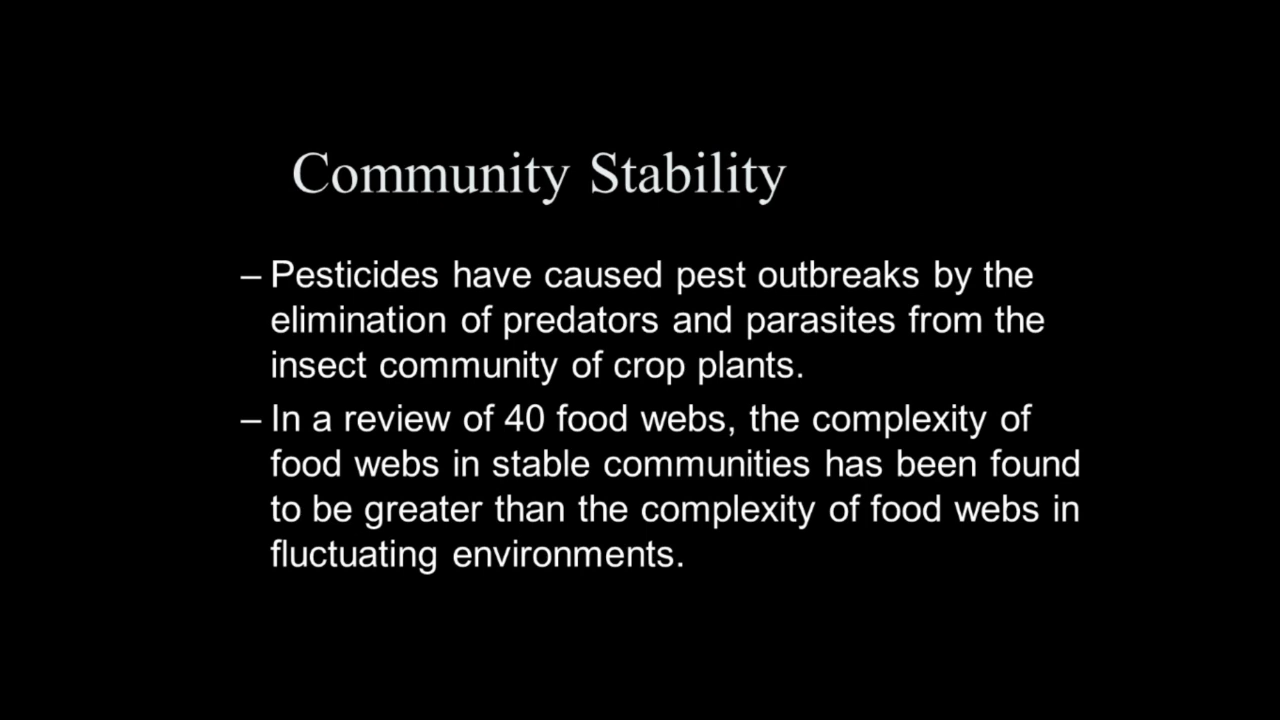 Community Stability
– Pesticides have caused pest outbreaks by the
elimination of predators and parasites from the
insect community of crop plants.
– In a review of 40 food webs, the complexity of
food webs in stable communities has been found
to be greater than the complexity of food webs in
fluctuating environments.